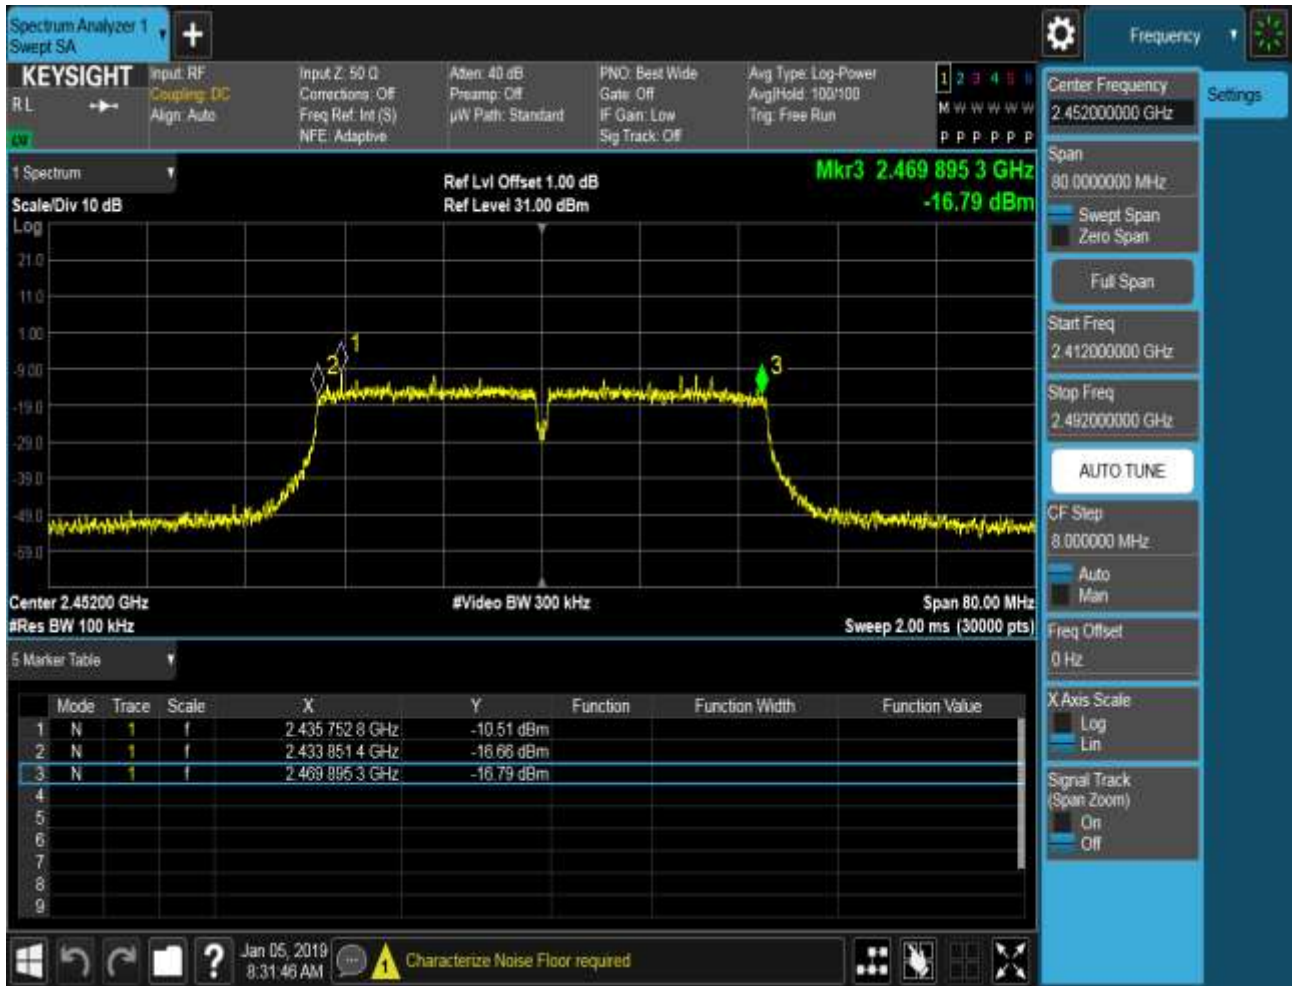 Spectrum Analyzer 1
Swept SA
Frequency
KEYSIGHT
RL
Input: RF
Coupling: DC
Align: Auto
Input Z: 50 Ω
Corrections: Off
Freq Ref: Int (S)
NFE: Adaptive
Atten: 40 dB
Preamp: Off
µW Path: Standard
PNO: Best Wide
Gate: Off
IF Gain: Low
Sig Track: Off
Avg Type: Log-Power
Avg|Hold: 100/100
Trig: Free Run
1 2 3 4 5 6
M W W W W W
P P P P P P
1 Spectrum
Scale/Div 10 dB
Ref Lvl Offset 1.00 dB
Ref Level 31.00 dBm
Mkr3 2.469 895 3 GHz
-16.79 dBm
Log
21.0
11.0
1.00
-9.00
-19.0
-29.0
-39.0
-49.0
-59.0
1
2
3
Center 2.45200 GHz
#Video BW 300 kHz
Span 80.00 MHz
#Res BW 100 kHz
Sweep 2.00 ms (30000 pts)
5 Marker Table
Mode Trace Scale X Y Function Function Width Function Value
1 N 1 f 2.435 752 8 GHz -10.51 dBm
2 N 1 f 2.433 851 4 GHz -16.66 dBm
3 N 1 f 2.469 895 3 GHz -16.79 dBm
4
5
6
7
8
9
Jan 05, 2019
8:31:46 AM
Characterize Noise Floor required
Settings
Center Frequency
2.452000000 GHz
Span
80.0000000 MHz
Swept Span
Zero Span
Full Span
Start Freq
2.412000000 GHz
Stop Freq
2.492000000 GHz
AUTO TUNE
CF Step
8.000000 MHz
Auto
Man
Freq Offset
0 Hz
X Axis Scale
Log
Lin
Signal Track
(Span Zoom)
On
Off